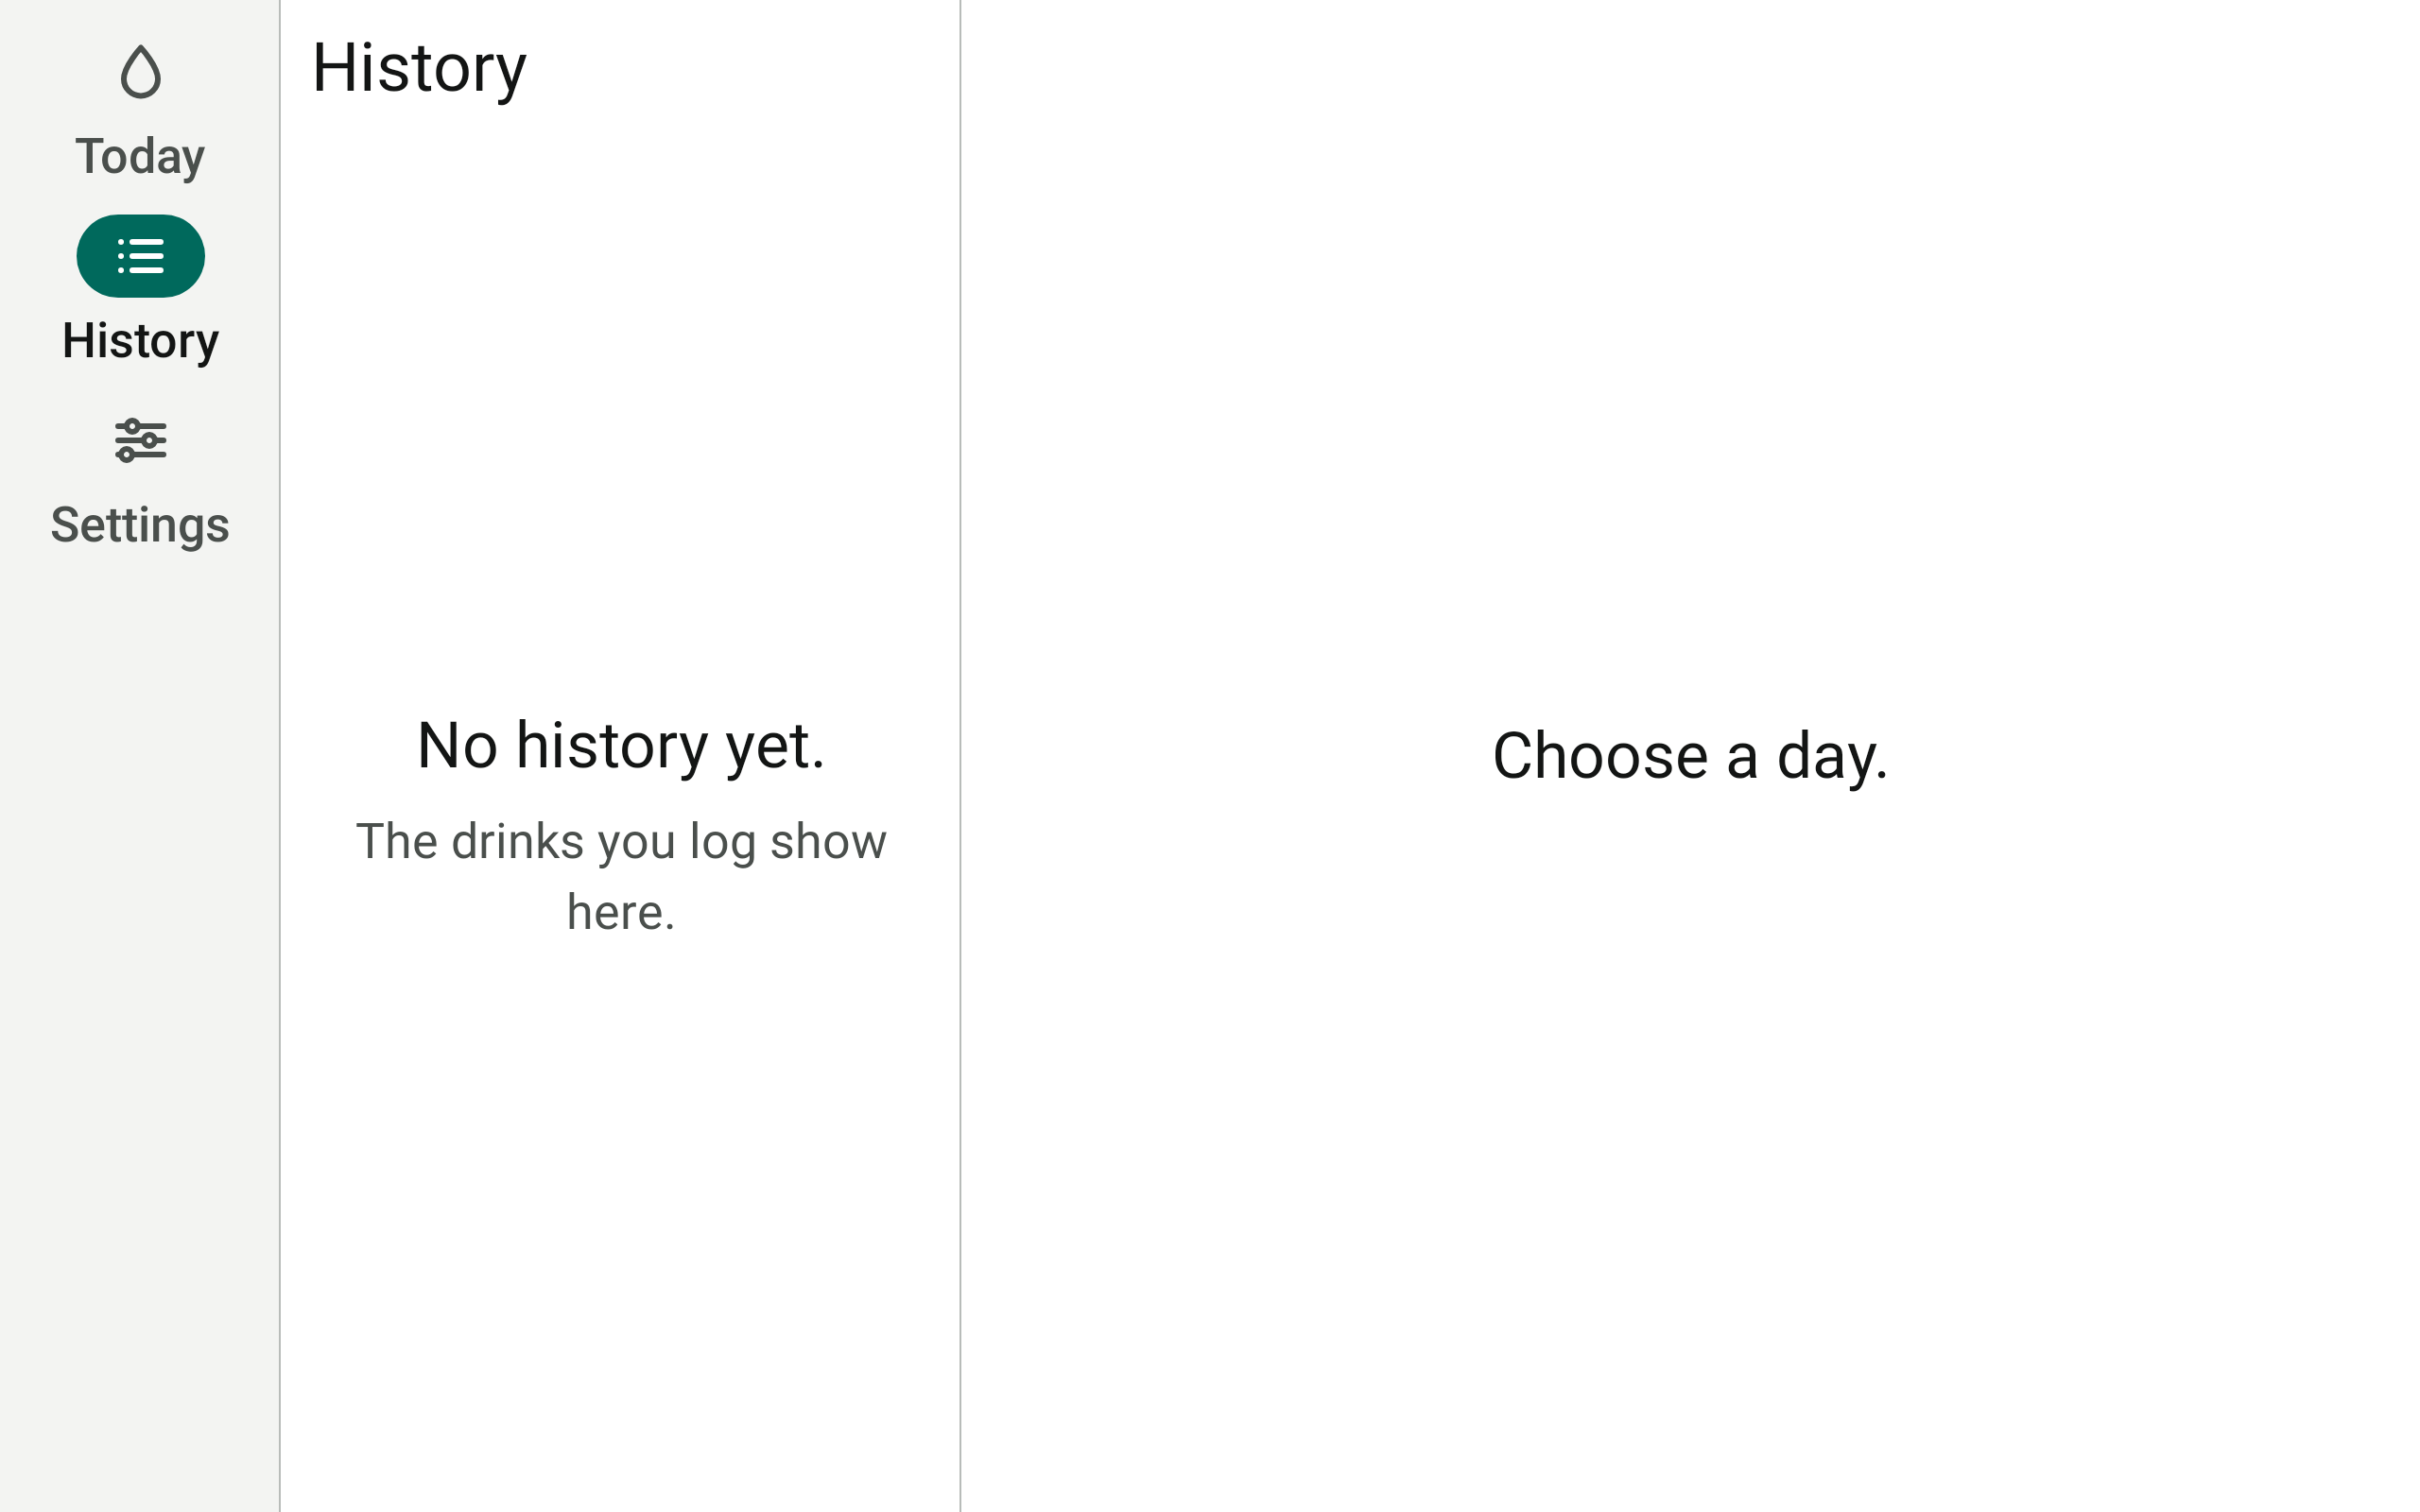 Today
History
Settings
History
No history yet.
The drinks you log show
here.
Choose a day.